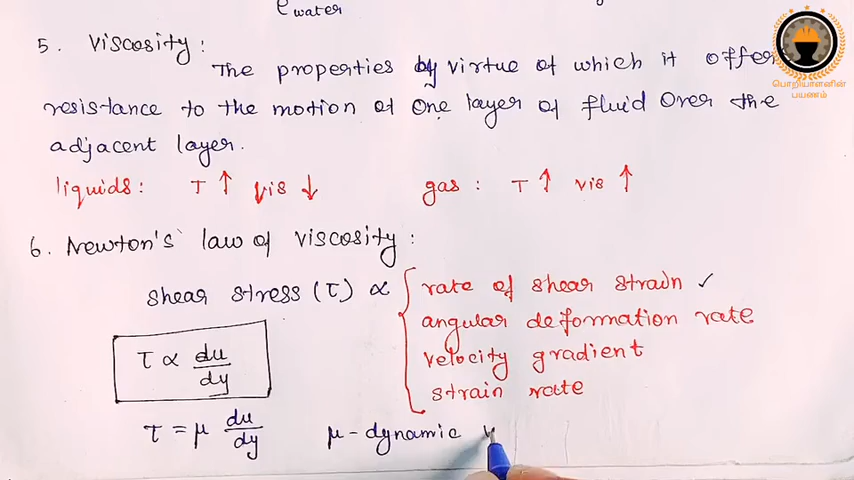 ρwater
5. Viscosity :
The properties by virtue of which it offer
resistance to the motion of one layer of fluid over the
adjacent layer.
liquids : T ↑ vis ↓ gas : T ↑ vis ↑
6. Newton's law of viscosity :
shear stress (τ) ∝ { rate of shear strain ✓
angular deformation rate
velocity gradient
strain rate
τ ∝ du/dy
τ = μ du/dy μ - dynamic v
பொறியாளனின்
பயணம்